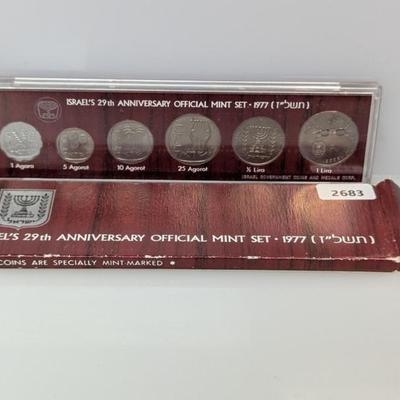 ISRAEL'S 29th ANNIVERSARY OFFICIAL MINT SET · 1977 (תשל"ז)
1 Agora 5 Agorot 10 Agorot 25 Agorot ½ Lira 1 Lira
ISRAEL GOVERNMENT COINS AND MEDALS CORP.
2683
EL'S 29th ANNIVERSARY OFFICIAL MINT SET · 1977 (תשל"ז)
COINS ARE SPECIALLY MINT-MARKED